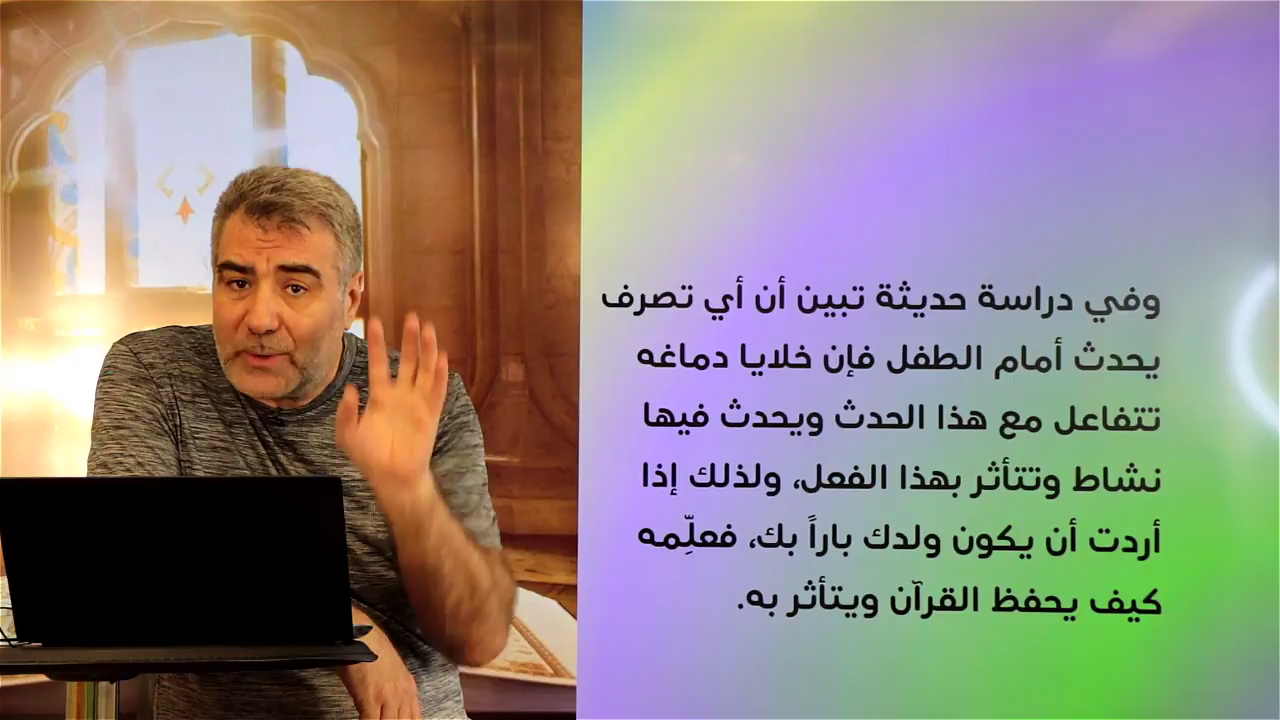 وفي دراسة حديثة تبين أن أي تصرف
يحدث أمام الطفل فإن خلايا دماغه
تتفاعل مع هذا الحدث ويحدث فيها
نشاط وتتأثر بهذا الفعل، ولذلك إذا
أردت أن يكون ولدك باراً بك، فعلِّمه
كيف يحفظ القرآن ويتأثر به.